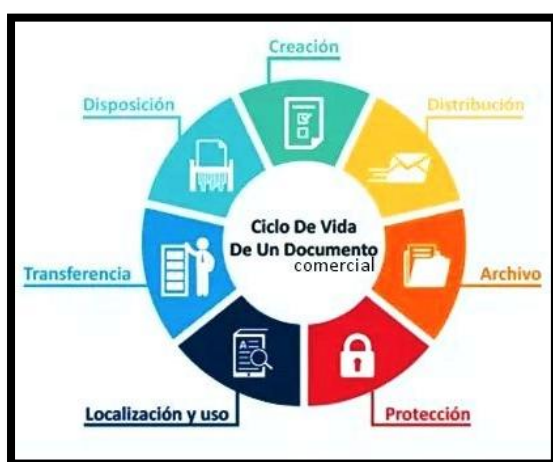 Creación
Disposición
Distribución
Ciclo De Vida
De Un Documento
comercial
Transferencia
Archivo
Localización y uso
Protección